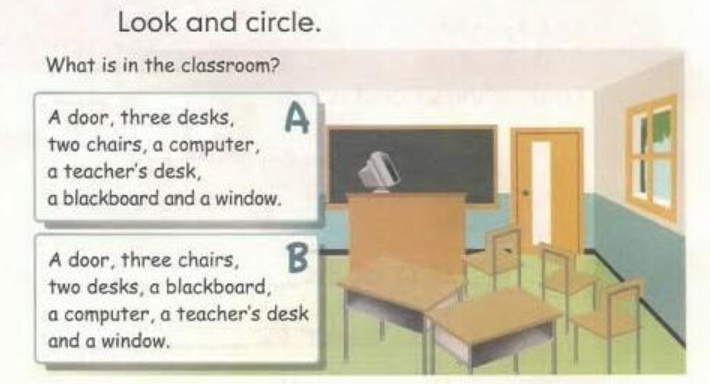 Look and circle.
What is in the classroom?
A
A door, three desks,
two chairs, a computer,
a teacher's desk,
a blackboard and a window.
B
A door, three chairs,
two desks, a blackboard,
a computer, a teacher's desk
and a window.